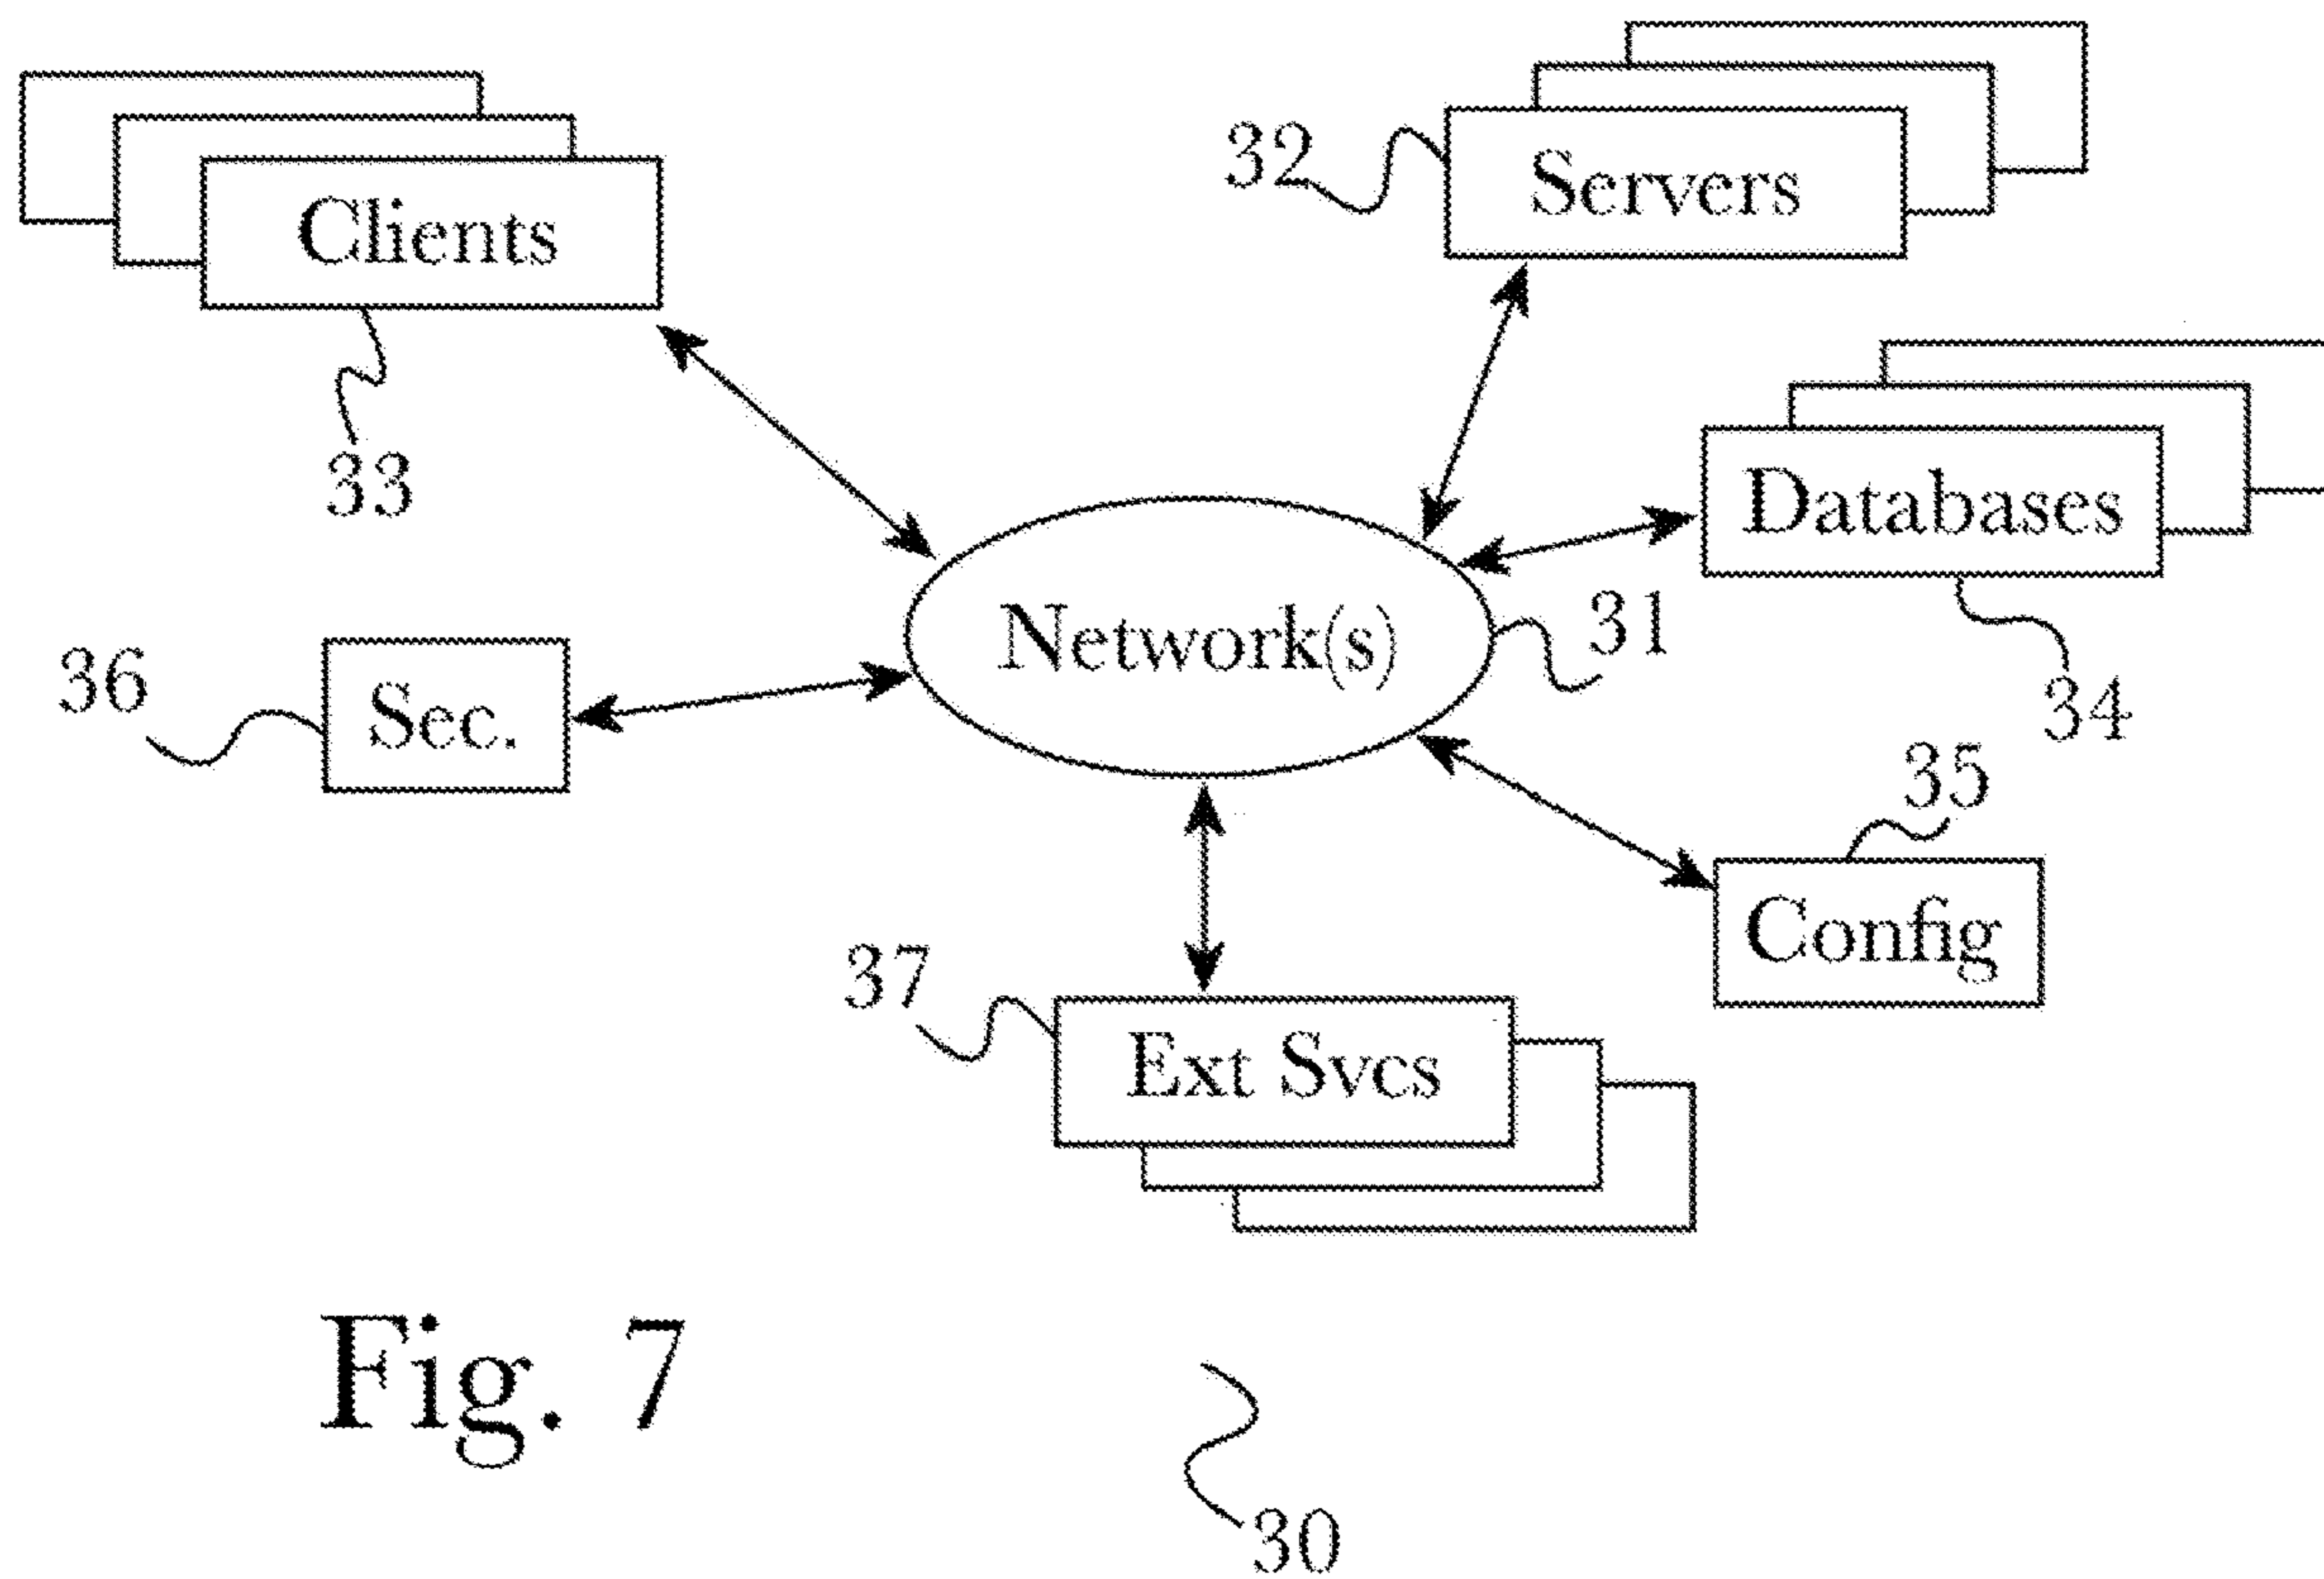 32
Servers
Clients
33
Databases
31
Network(s)
36
Sec.
34
35
Config
37
Ext Svcs
Fig. 7
30